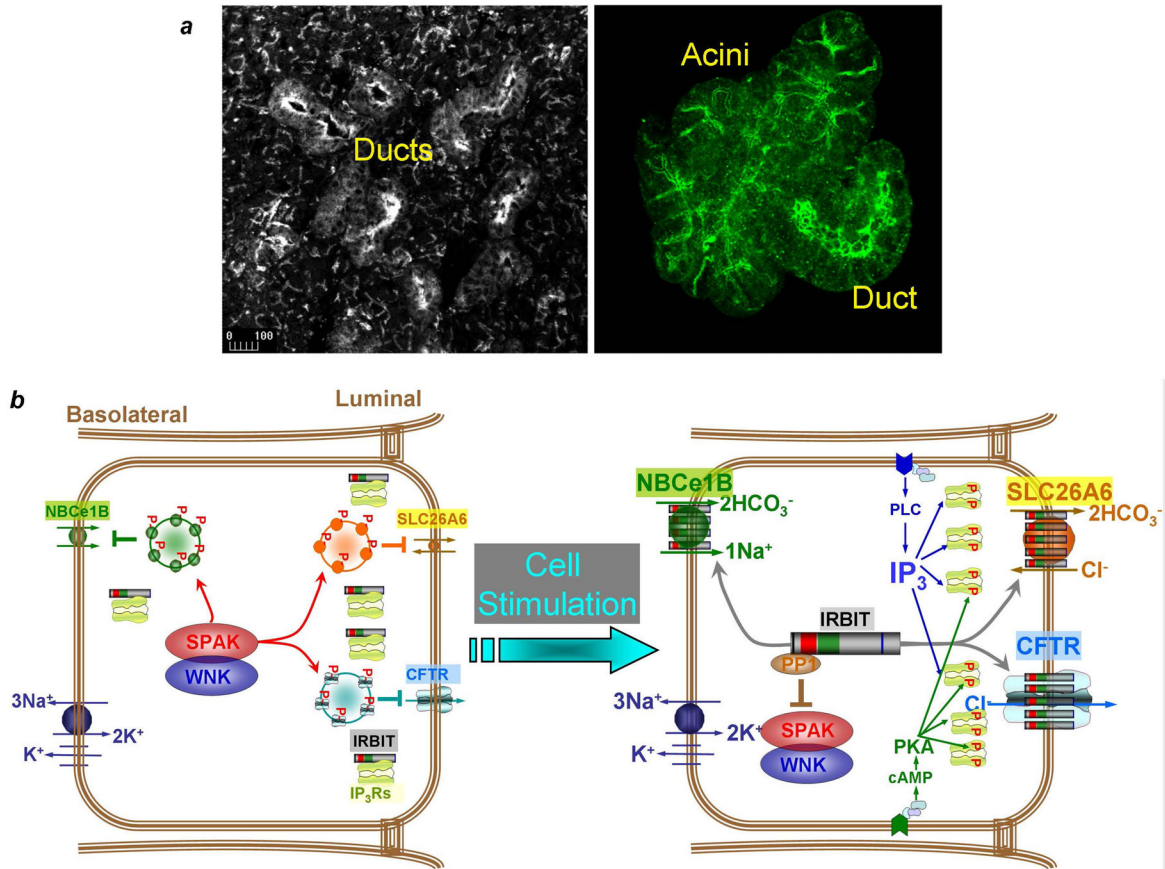 a
Ducts
0 100
Acini
Duct
b
Basolateral
Luminal
NBCe1B
P P P P P P
P P P P
SLC26A6
SPAK
WNK
P P P P P
CFTR
3Na⁺
2K⁺
K⁺
IRBIT
IP₃Rs
Cell
Stimulation
NBCe1B
2HCO₃⁻
1Na⁺
PLC
IP₃
P P
P P
P P
SLC26A6
2HCO₃⁻
Cl⁻
IRBIT
PP1
CFTR
Cl⁻
P P
P P
P P
3Na⁺
2K⁺
K⁺
SPAK
WNK
PKA
cAMP